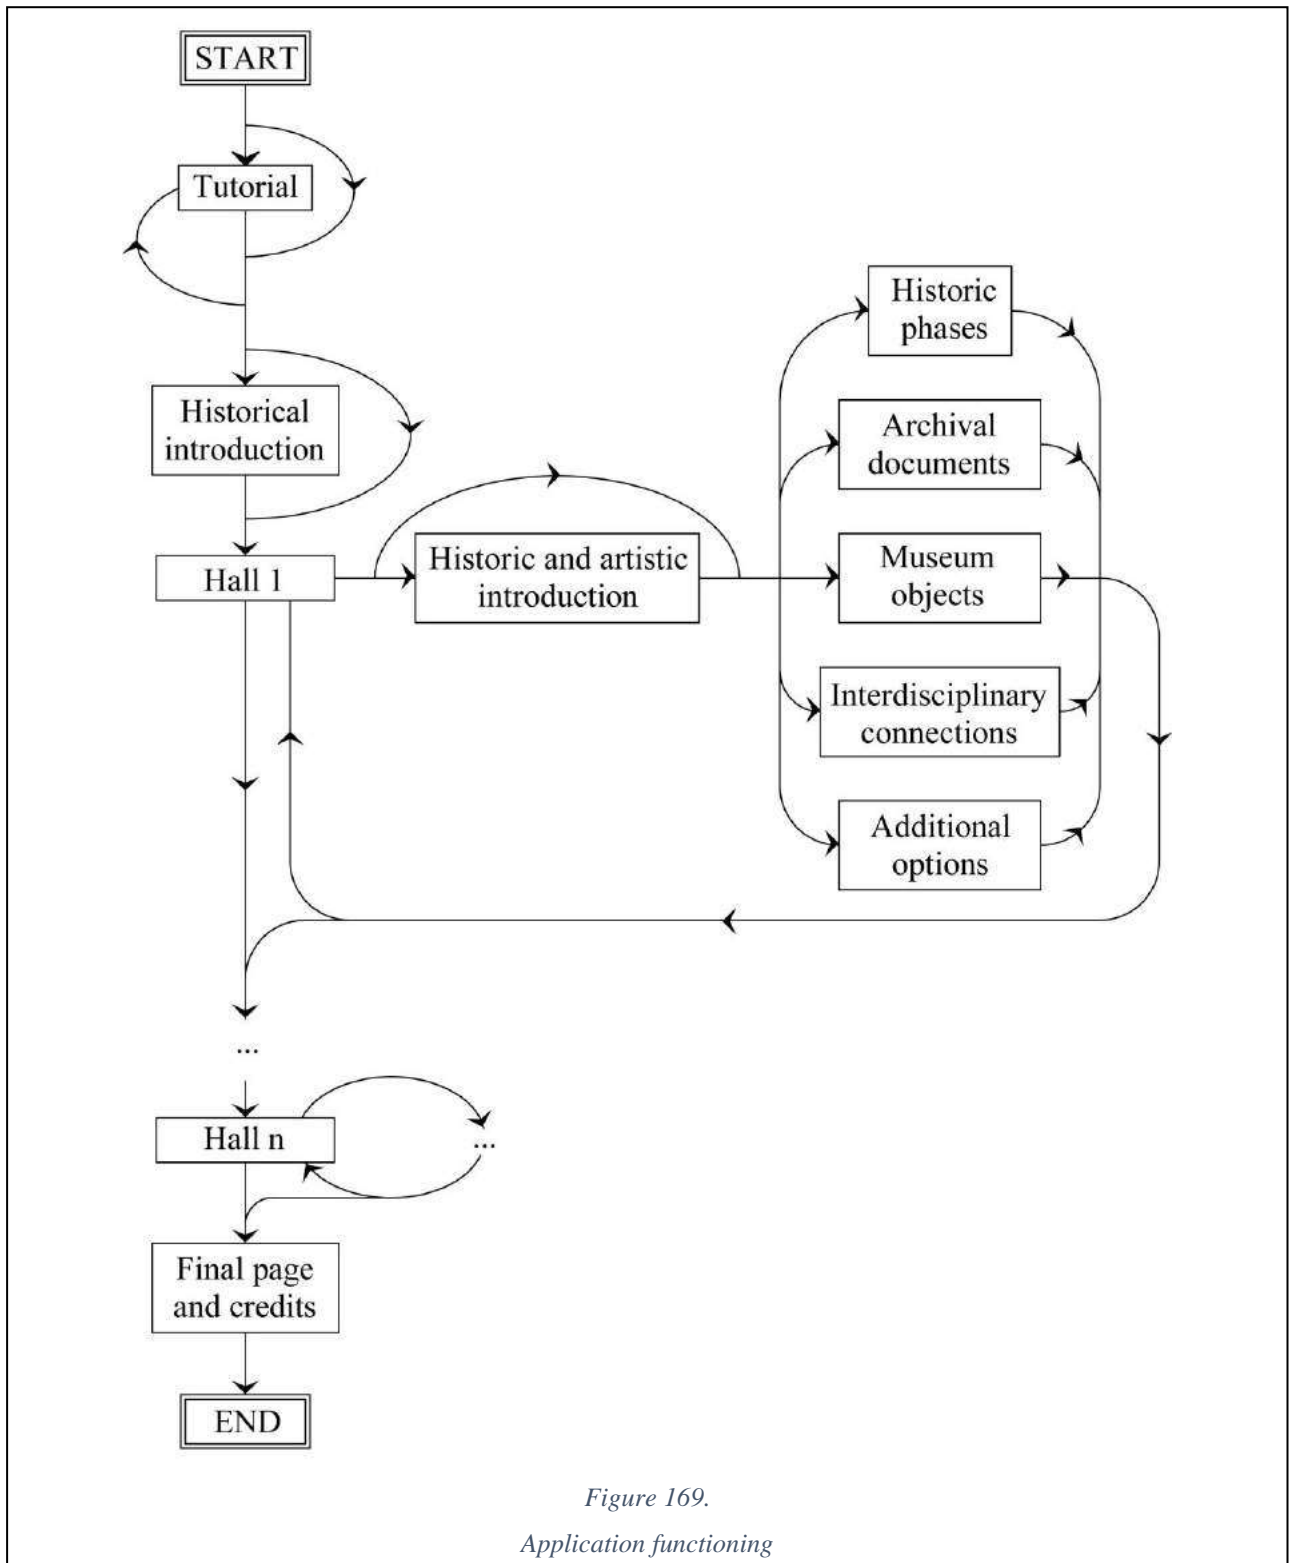 START
Tutorial
Historical
introduction
Hall 1
Historic and artistic
introduction
Historic
phases
Archival
documents
Museum
objects
Interdisciplinary
connections
Additional
options
...
Hall n
...
Final page
and credits
END
Figure 169.
Application functioning